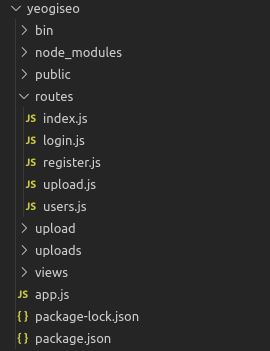 yeogiseo
bin
node_modules
public
routes
JS index.js
JS login.js
JS register.js
JS upload.js
JS users.js
upload
uploads
views
JS app.js
{ } package-lock.json
{ } package.json